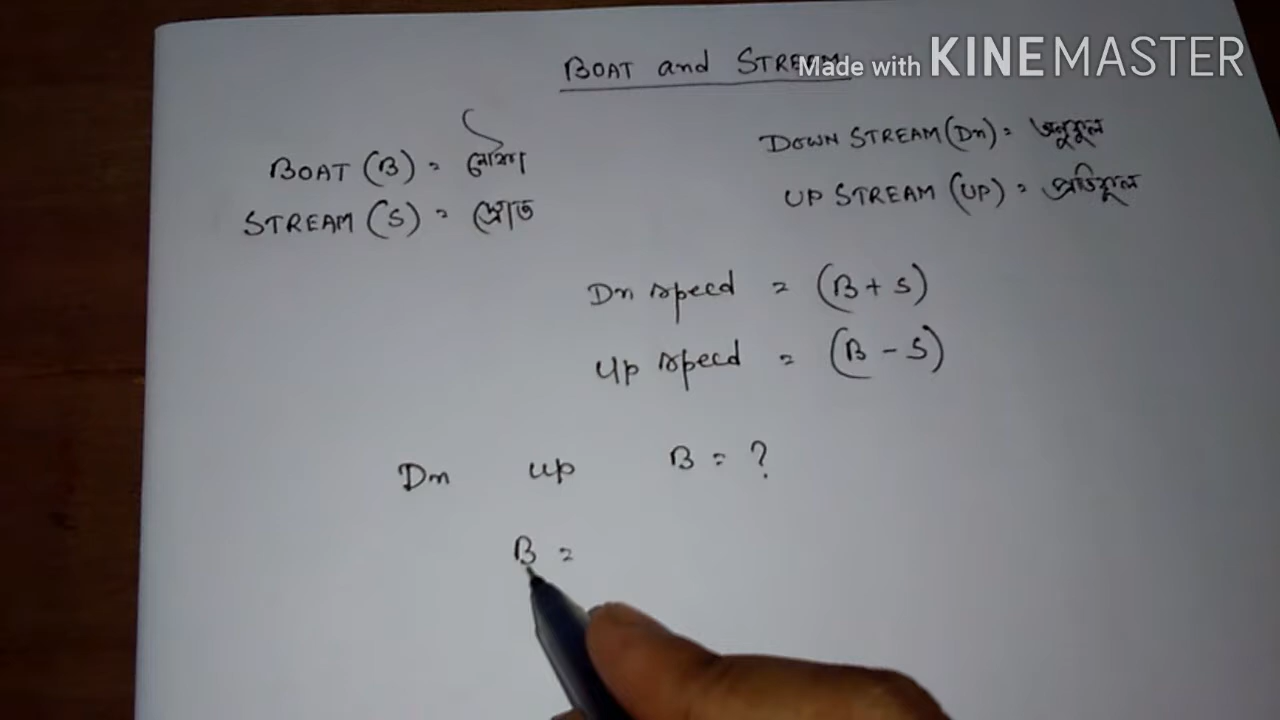 BOAT and STREAM
Made with KINEMASTER
BOAT (B) = নৌকা
STREAM (S) = স্রোত
DOWN STREAM (Dn) = অনুকূল
UP STREAM (UP) = প্রতিকূল
Dn speed = (B + S)
Up speed = (B - S)
Dn up B = ?
B =